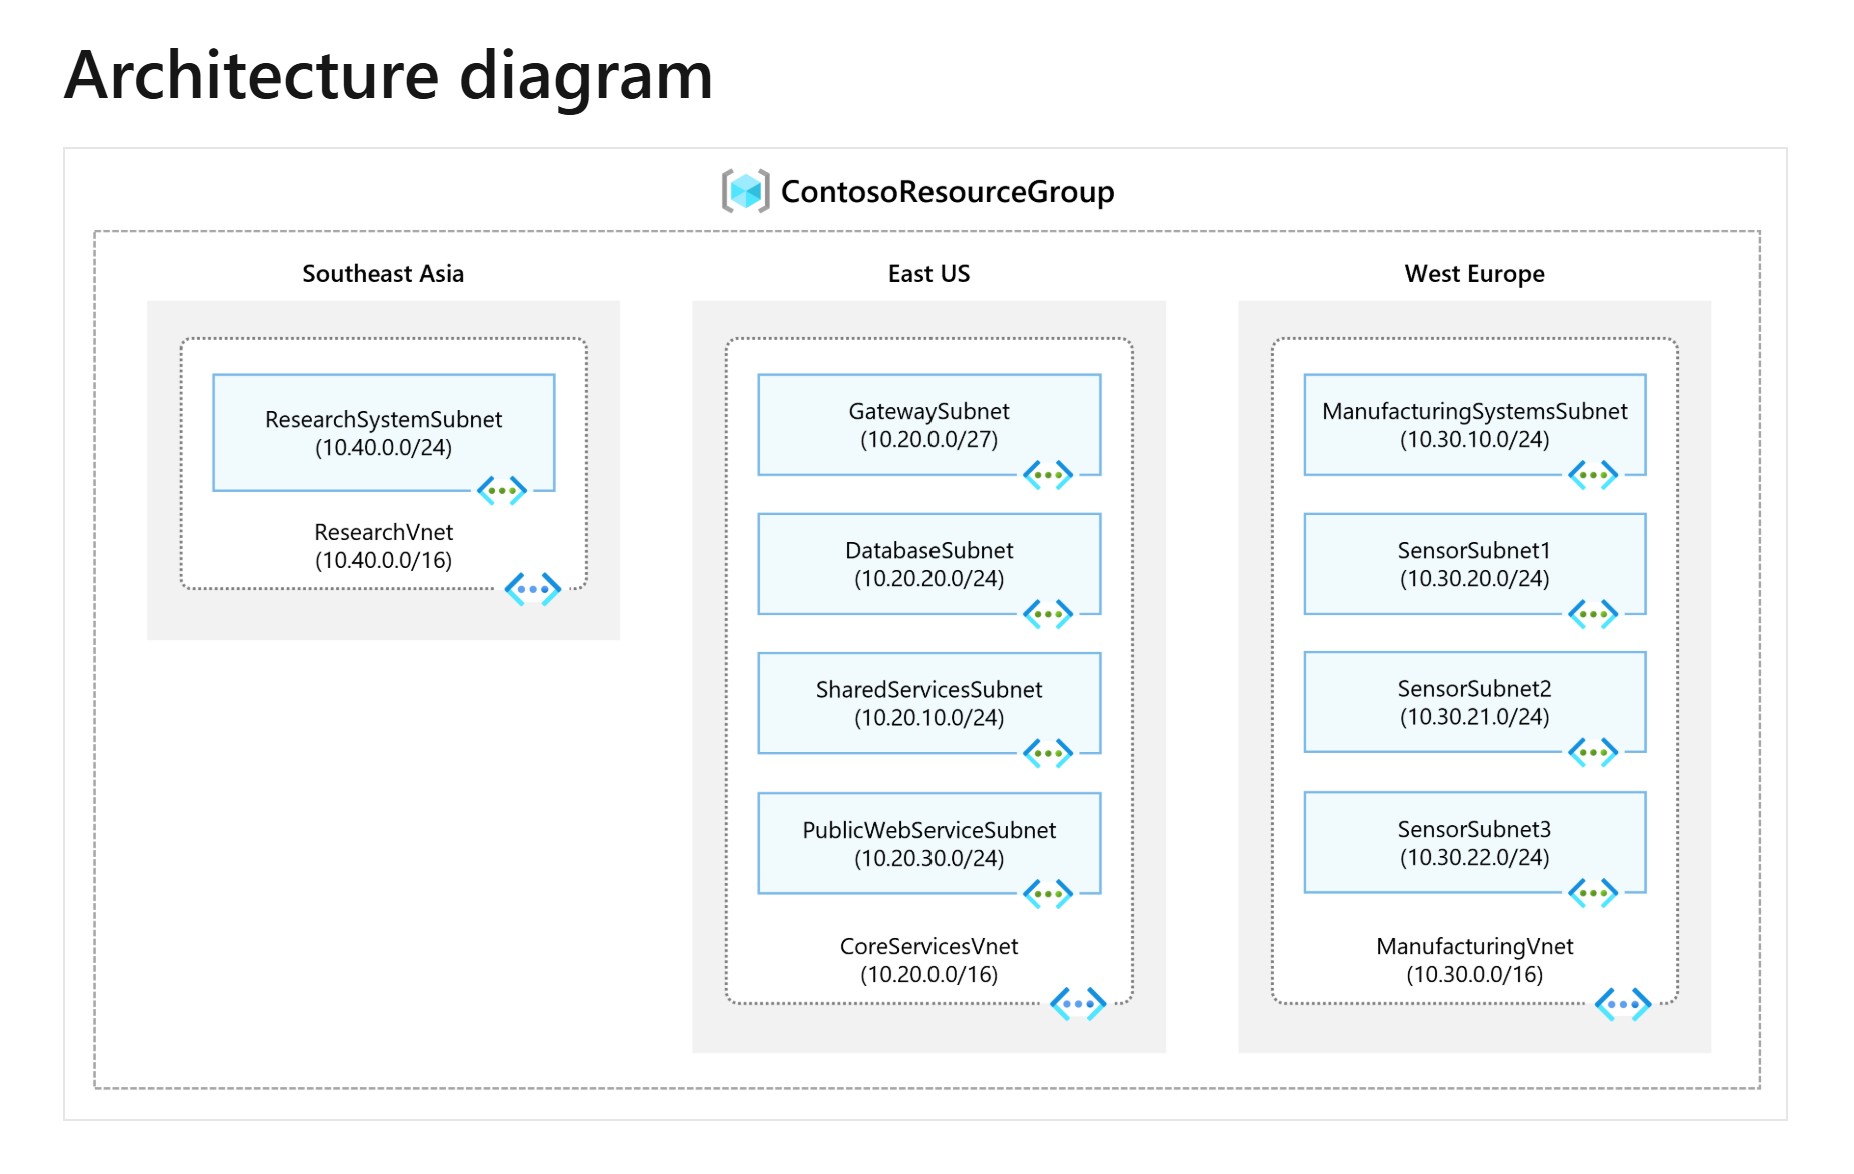 Architecture diagram
ContosoResourceGroup
Southeast Asia
ResearchSystemSubnet
(10.40.0.0/24)
ResearchVnet
(10.40.0.0/16)
East US
GatewaySubnet
(10.20.0.0/27)
DatabaseSubnet
(10.20.20.0/24)
SharedServicesSubnet
(10.20.10.0/24)
PublicWebServiceSubnet
(10.20.30.0/24)
CoreServicesVnet
(10.20.0.0/16)
West Europe
ManufacturingSystemsSubnet
(10.30.10.0/24)
SensorSubnet1
(10.30.20.0/24)
SensorSubnet2
(10.30.21.0/24)
SensorSubnet3
(10.30.22.0/24)
ManufacturingVnet
(10.30.0.0/16)